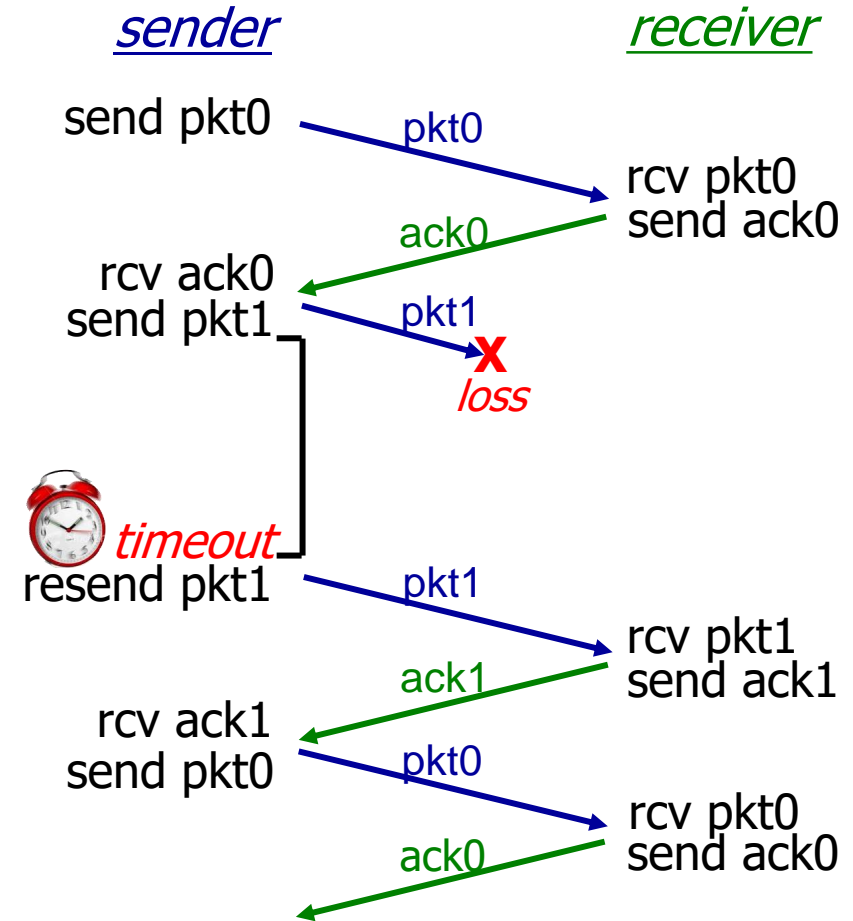 sender
receiver
send pkt0
pkt0
rcv pkt0
send ack0
ack0
rcv ack0
send pkt1
pkt1
X
loss
timeout
resend pkt1
pkt1
rcv pkt1
send ack1
ack1
rcv ack1
send pkt0
pkt0
rcv pkt0
send ack0
ack0